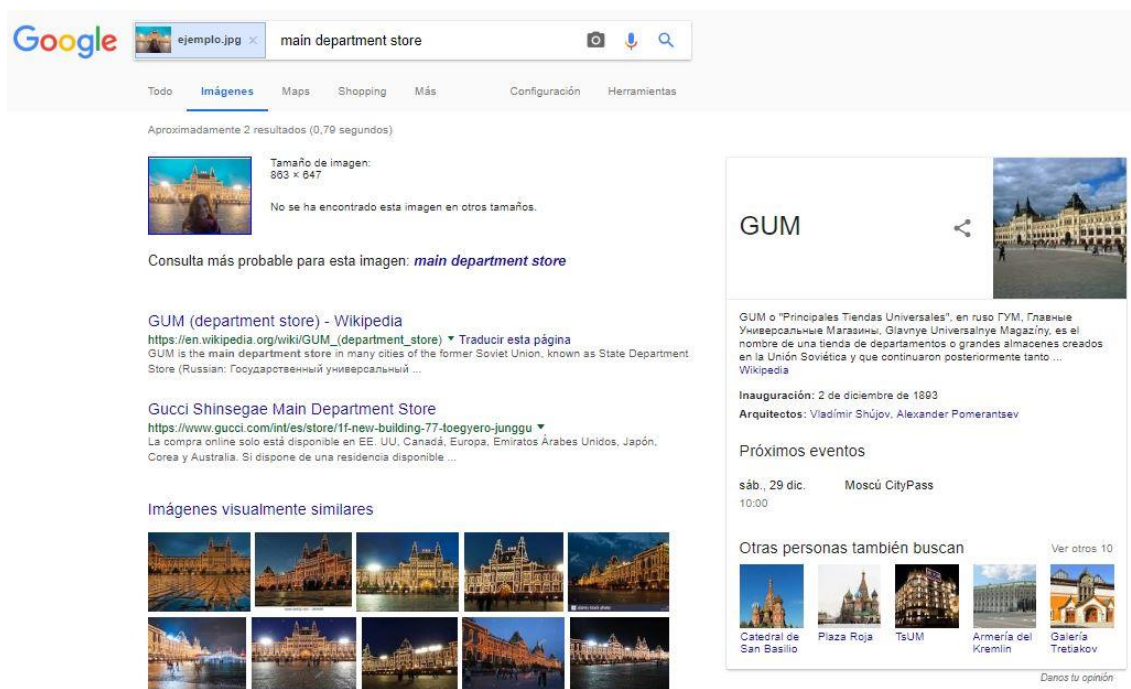 Google
ejemplo.jpg ×
main department store
Todo Imágenes Maps Shopping Más Configuración Herramientas
Aproximadamente 2 resultados (0,79 segundos)
Tamaño de imagen:
863 × 647
No se ha encontrado esta imagen en otros tamaños.
Consulta más probable para esta imagen: main department store
GUM (department store) - Wikipedia
https://en.wikipedia.org/wiki/GUM_(department_store) ▼ Traducir esta página
GUM is the main department store in many cities of the former Soviet Union, known as State Department
Store (Russian: Государственный универсальный ...
Gucci Shinsegae Main Department Store
https://www.gucci.com/int/es/store/1f-new-building-77-toegyero-junggu ▼
La compra online solo está disponible en EE. UU, Canadá, Europa, Emiratos Árabes Unidos, Japón,
Corea y Australia. Si dispone de una residencia disponible ...
Imágenes visualmente similares
GUM
GUM o "Principales Tiendas Universales", en ruso ГУМ, Главные
Универсальные Магазины, Glavnye Universalnye Magazíny, es el
nombre de una tienda de departamentos o grandes almacenes creados
en la Unión Soviética y que continuaron posteriormente tanto ...
Wikipedia
Inauguración: 2 de diciembre de 1893
Arquitectos: Vladímir Shújov, Alexander Pomerantsev
Próximos eventos
sáb., 29 dic. Moscú CityPass
10:00
Otras personas también buscan Ver otros 10
Catedral de
San Basilio
Plaza Roja
TsUM
Armería del
Kremlin
Galería
Tretiakov
Danos tu opinión